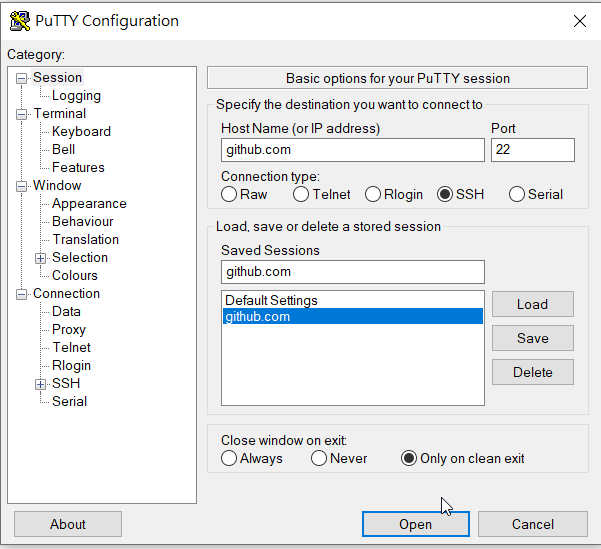 PuTTY Configuration
Category:
Session
Logging
Terminal
Keyboard
Bell
Features
Window
Appearance
Behaviour
Translation
Selection
Colours
Connection
Data
Proxy
Telnet
Rlogin
SSH
Serial
Basic options for your PuTTY session
Specify the destination you want to connect to
Host Name (or IP address) Port
github.com 22
Connection type:
Raw Telnet Rlogin SSH Serial
Load, save or delete a stored session
Saved Sessions
github.com
Default Settings
github.com
Load
Save
Delete
Close window on exit:
Always Never Only on clean exit
About Open Cancel